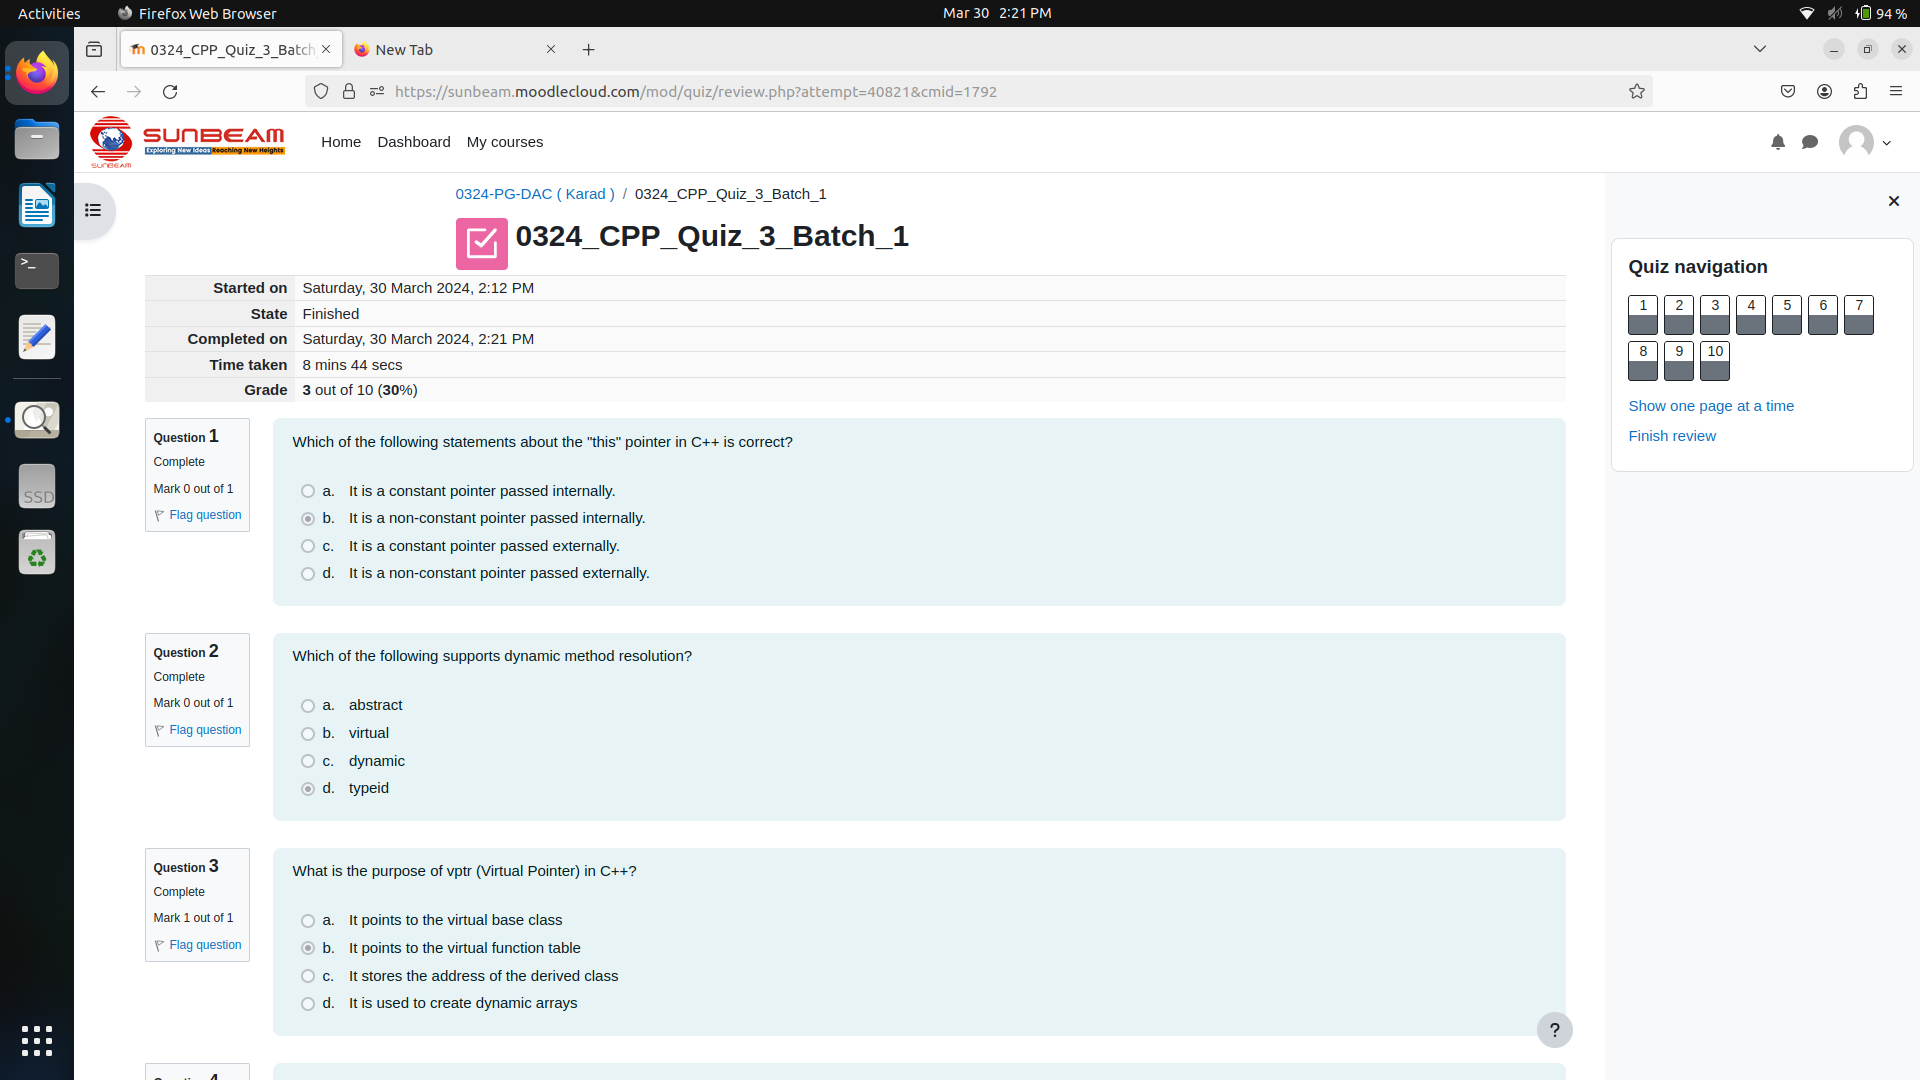 Activities
Firefox Web Browser
Mar 30 2:21 PM
94 %
0324_CPP_Quiz_3_Batch
New Tab
https://sunbeam.moodlecloud.com/mod/quiz/review.php?attempt=40821&cmid=1792
SUNBEAM
Exploring New Ideas Reaching New Heights
SUNBEAM
Home
Dashboard
My courses
0324-PG-DAC ( Karad ) / 0324_CPP_Quiz_3_Batch_1
0324_CPP_Quiz_3_Batch_1
Started on Saturday, 30 March 2024, 2:12 PM
State Finished
Completed on Saturday, 30 March 2024, 2:21 PM
Time taken 8 mins 44 secs
Grade 3 out of 10 (30%)
Question 1
Complete
Mark 0 out of 1
Flag question
Which of the following statements about the "this" pointer in C++ is correct?
a. It is a constant pointer passed internally.
b. It is a non-constant pointer passed internally.
c. It is a constant pointer passed externally.
d. It is a non-constant pointer passed externally.
Question 2
Complete
Mark 0 out of 1
Flag question
Which of the following supports dynamic method resolution?
a. abstract
b. virtual
c. dynamic
d. typeid
Question 3
Complete
Mark 1 out of 1
Flag question
What is the purpose of vptr (Virtual Pointer) in C++?
a. It points to the virtual base class
b. It points to the virtual function table
c. It stores the address of the derived class
d. It is used to create dynamic arrays
Question 4
Quiz navigation
1 2 3 4 5 6 7
8 9 10
Show one page at a time
Finish review
SSD
?